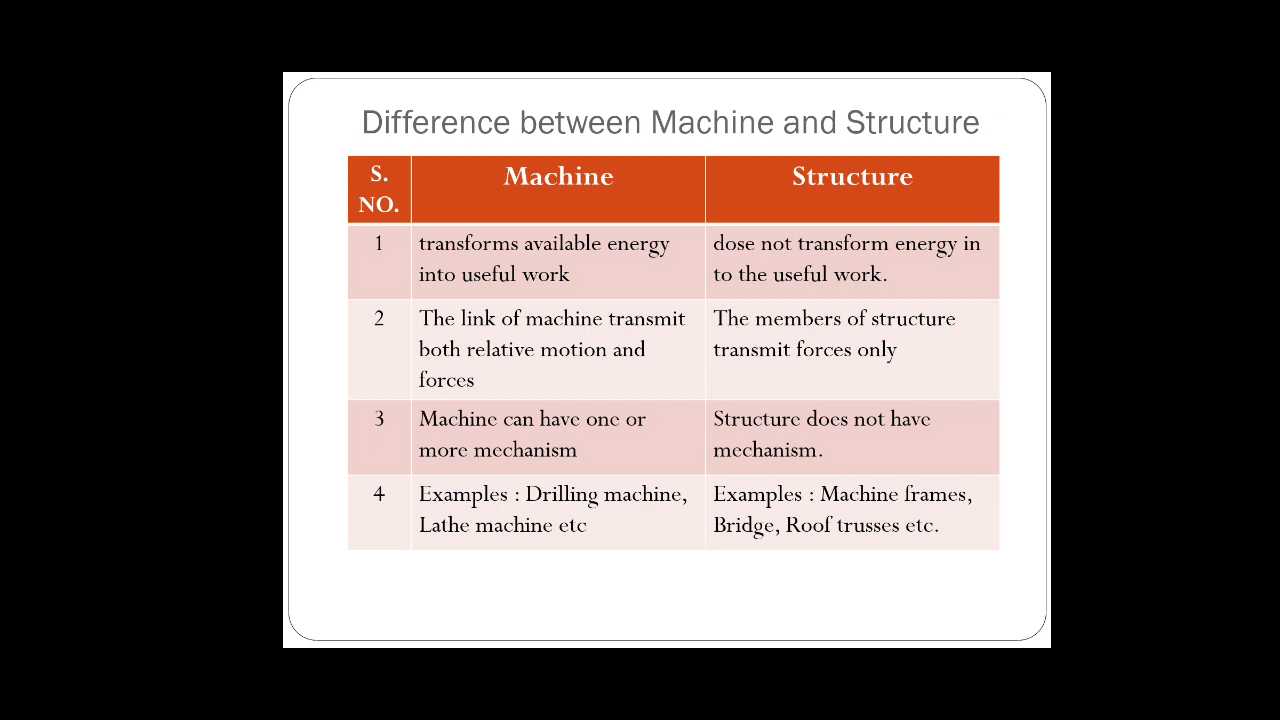 Difference between Machine and Structure
S.
NO.
Machine
Structure
1
transforms available energy
into useful work
dose not transform energy in
to the useful work.
2
The link of machine transmit
both relative motion and
forces
The members of structure
transmit forces only
3
Machine can have one or
more mechanism
Structure does not have
mechanism.
4
Examples : Drilling machine,
Lathe machine etc
Examples : Machine frames,
Bridge, Roof trusses etc.